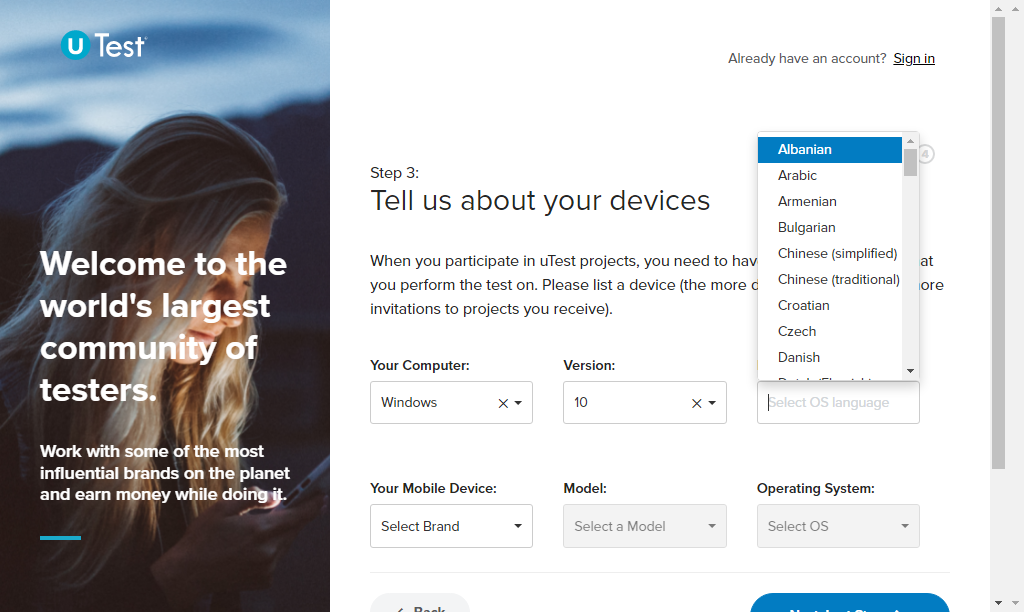 U Test
Already have an account? Sign in
4
Step 3:
Tell us about your devices
When you participate in uTest projects, you need to hav at
you perform the test on. Please list a device (the more d ore
invitations to projects you receive).
Albanian
Arabic
Armenian
Bulgarian
Chinese (simplified)
Chinese (traditional)
Croatian
Czech
Danish
Your Computer:
Version:
Windows
10
Select OS language
Your Mobile Device:
Model:
Operating System:
Select Brand
Select a Model
Select OS
Back
Welcome to the
world's largest
community of
testers.
Work with some of the most
influential brands on the planet
and earn money while doing it.